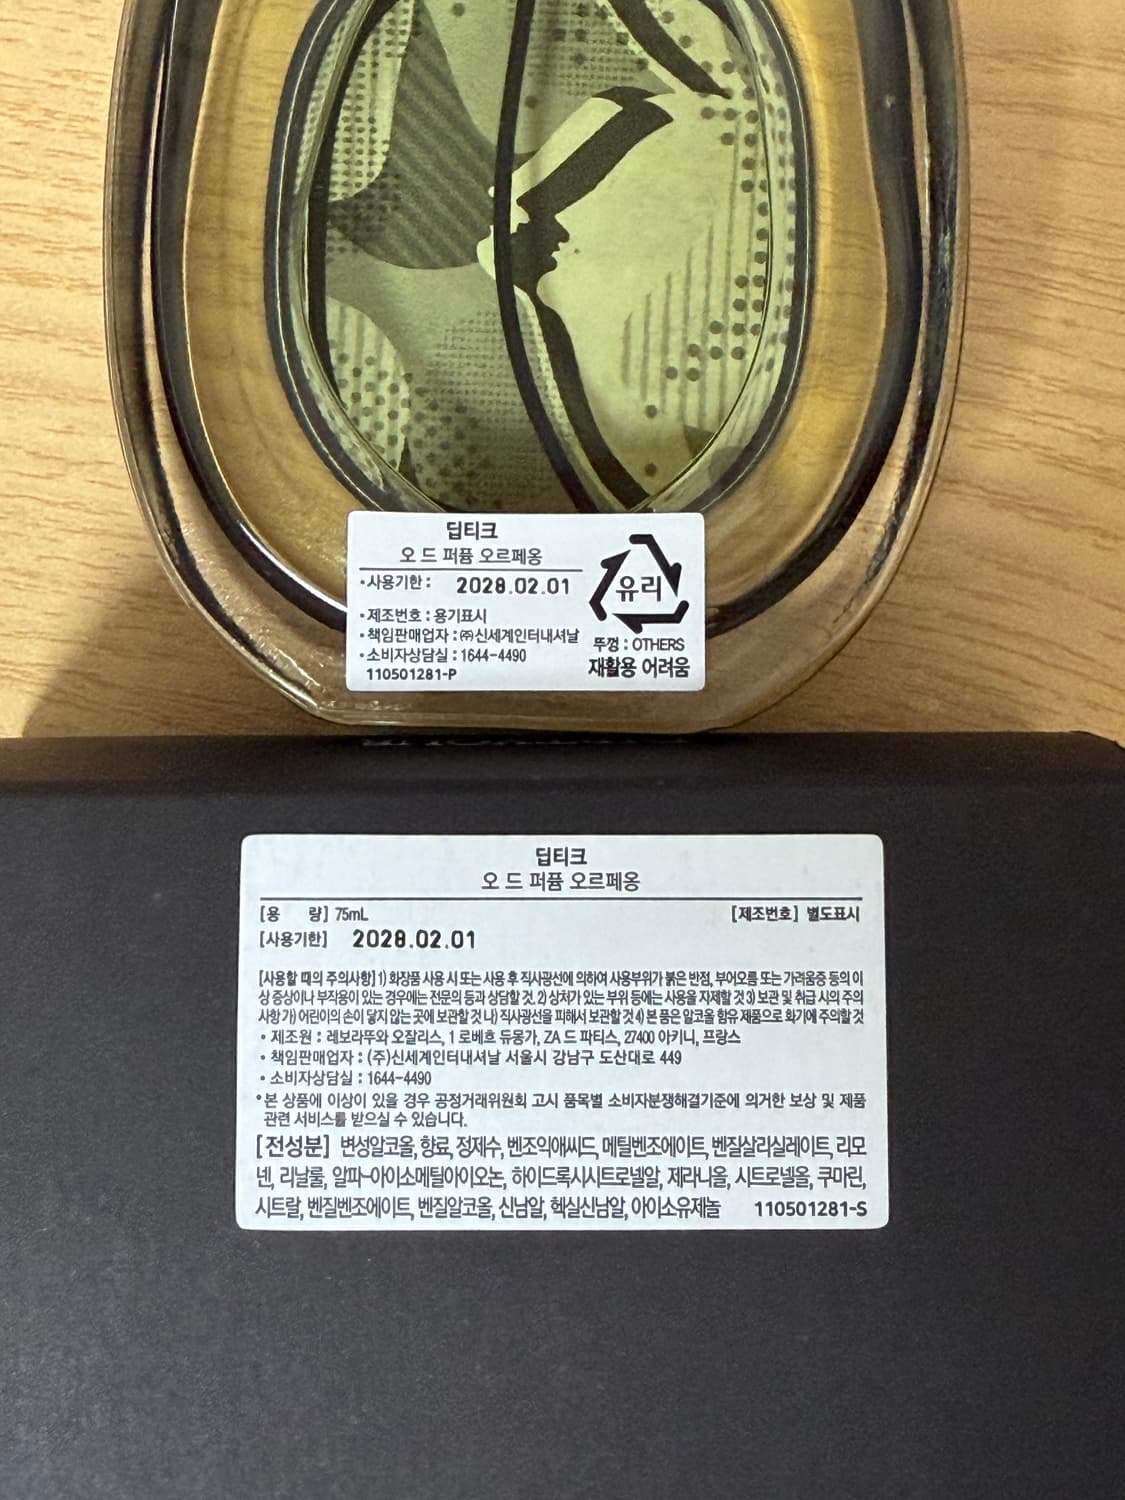 딥티크
오 드 퍼퓸 오르페옹
•사용기한 : 2028.02.01
•제조번호 : 용기표시
•책임판매업자 : ㈜신세계인터내셔날
•소비자상담실 : 1644-4490
110501281-P
유리
뚜껑 : OTHERS
재활용 어려움
딥티크
오 드 퍼퓸 오르페옹
[용 량] 75mL [제조번호] 별도표시
[사용기한] 2028.02.01
[사용할 때의 주의사항] 1) 화장품 사용 시 또는 사용 후 직사광선에 의하여 사용부위가 붉은 반점, 부어오름 또는 가려움증 등의 이
상 증상이나 부작용이 있는 경우에는 전문의 등과 상담할 것. 2) 상처가 있는 부위 등에는 사용을 자제할 것 3) 보관 및 취급 시의 주의
사항 가) 어린이의 손이 닿지 않는 곳에 보관할 것 나) 직사광선을 피해서 보관할 것 4) 본 품은 알코올 함유 제품으로 화기에 주의할 것
• 제조원 : 레보라뚜와 오잘리스, 1 로베흐 듀몽가, ZA 드 파티스, 27400 아키니, 프랑스
• 책임판매업자 : (주)신세계인터내셔날 서울시 강남구 도산대로 449
• 소비자상담실 : 1644-4490
*본 상품에 이상이 있을 경우 공정거래위원회 고시 품목별 소비자분쟁해결기준에 의거한 보상 및 제품
관련 서비스를 받으실 수 있습니다.
[전성분] 변성알코올, 향료, 정제수, 벤조익애씨드, 메틸벤조에이트, 벤질살리실레이트, 리모
넨, 리날룰, 알파-아이소메틸아이오논, 하이드록시시트로넬알, 제라니올, 시트로넬올, 쿠마린,
시트랄, 벤질벤조에이트, 벤질알코올, 신남알, 헥실신남알, 아이소유제놀 110501281-S